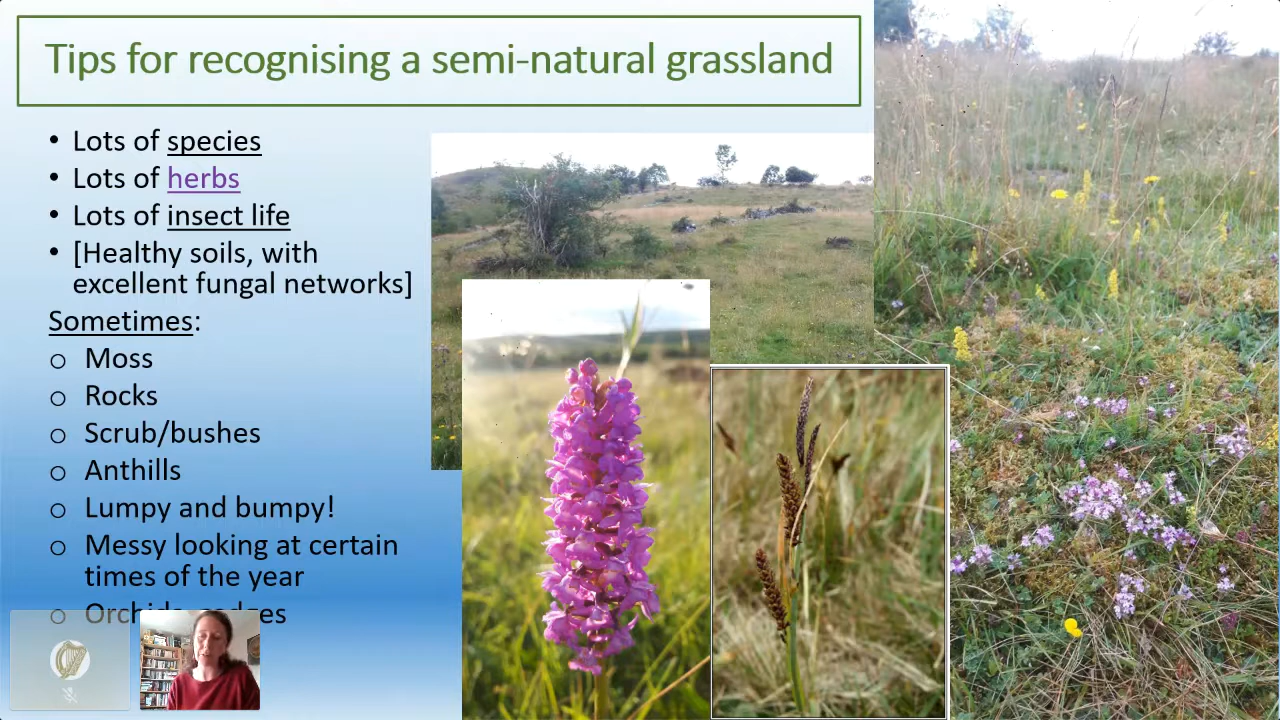 Tips for recognising a semi-natural grassland
• Lots of species
• Lots of herbs
• Lots of insect life
• [Healthy soils, with
excellent fungal networks]
Sometimes:
o Moss
o Rocks
o Scrub/bushes
o Anthills
o Lumpy and bumpy!
o Messy looking at certain
times of the year
o Orchids, sedges